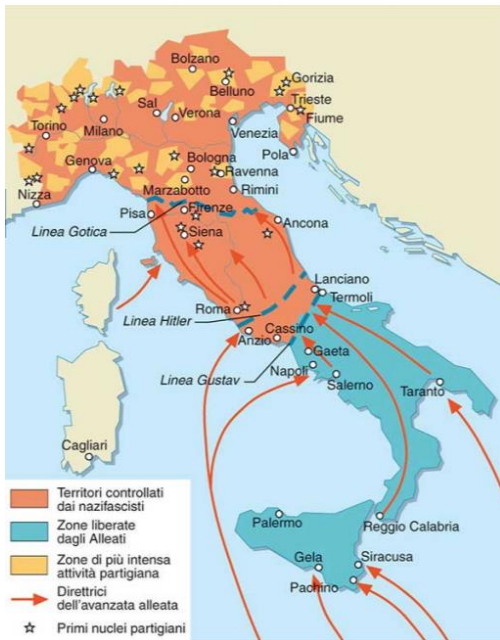 Bolzano
Belluno
Gorizia
Sal
Verona
Trieste
Fiume
Torino
Milano
Venezia
Genova
Bologna
Pola
Ravenna
Nizza
Marzabotto
Rimini
Pisa
Firenze
Linea Gotica
Ancona
Siena
Lanciano
Termoli
Roma
Linea Hitler
Cassino
Anzio
Gaeta
Linea Gustav
Napoli
Salerno
Taranto
Cagliari
Palermo
Reggio Calabria
Gela
Siracusa
Pachino
Territori controllati
dai nazifascisti
Zone liberate
dagli Alleati
Zone di più intensa
attività partigiana
Direttrici
dell'avanzata alleata
Primi nuclei partigiani